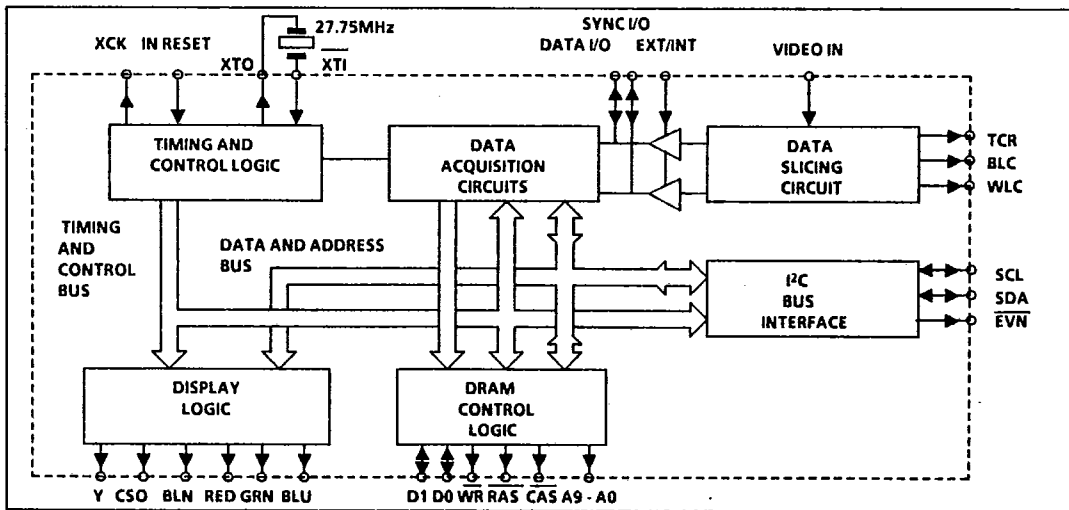 27.75MHz
SYNC I/O
XCK IN RESET
DATA I/O EXT/INT
VIDEO IN
XTO
XTI
TIMING AND
CONTROL LOGIC
DATA
ACQUISITION
CIRCUITS
DATA
SLICING
CIRCUIT
TCR
BLC
WLC
TIMING
AND
CONTROL
BUS
DATA AND ADDRESS
BUS
I²C
BUS
INTERFACE
SCL
SDA
EVN
DISPLAY
LOGIC
DRAM
CONTROL
LOGIC
Y CSO BLN RED GRN BLU
D1 D0 WR RAS CAS A9 - A0